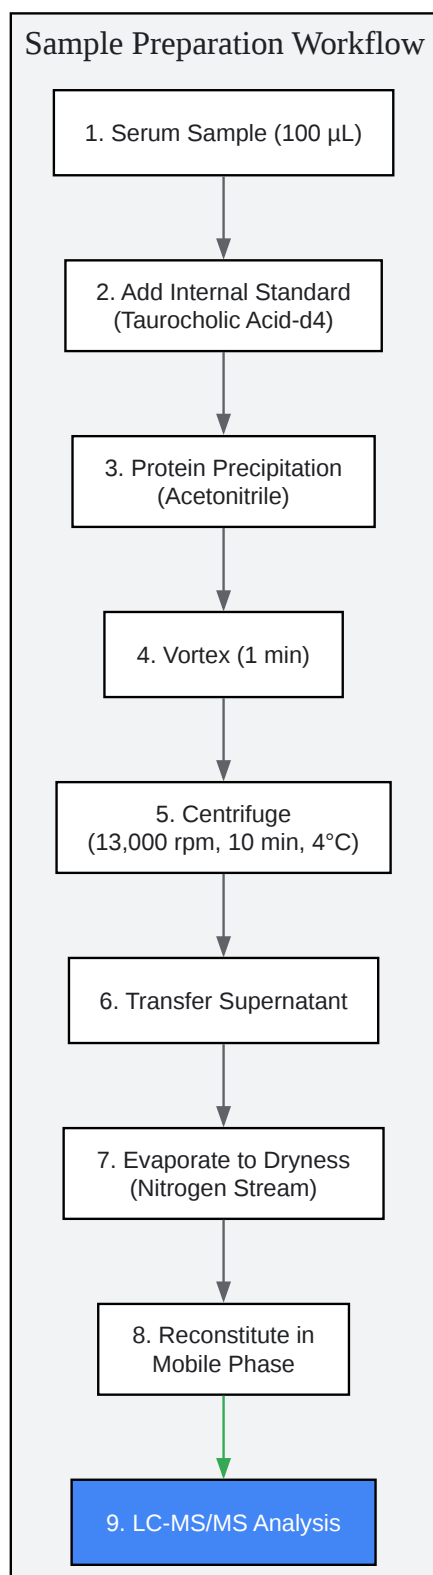 Sample Preparation Workflow
1. Serum Sample (100 µL)
2. Add Internal Standard
(Taurocholic Acid-d4)
3. Protein Precipitation
(Acetonitrile)
4. Vortex (1 min)
5. Centrifuge
(13,000 rpm, 10 min, 4°C)
6. Transfer Supernatant
7. Evaporate to Dryness
(Nitrogen Stream)
8. Reconstitute in
Mobile Phase
9. LC-MS/MS Analysis